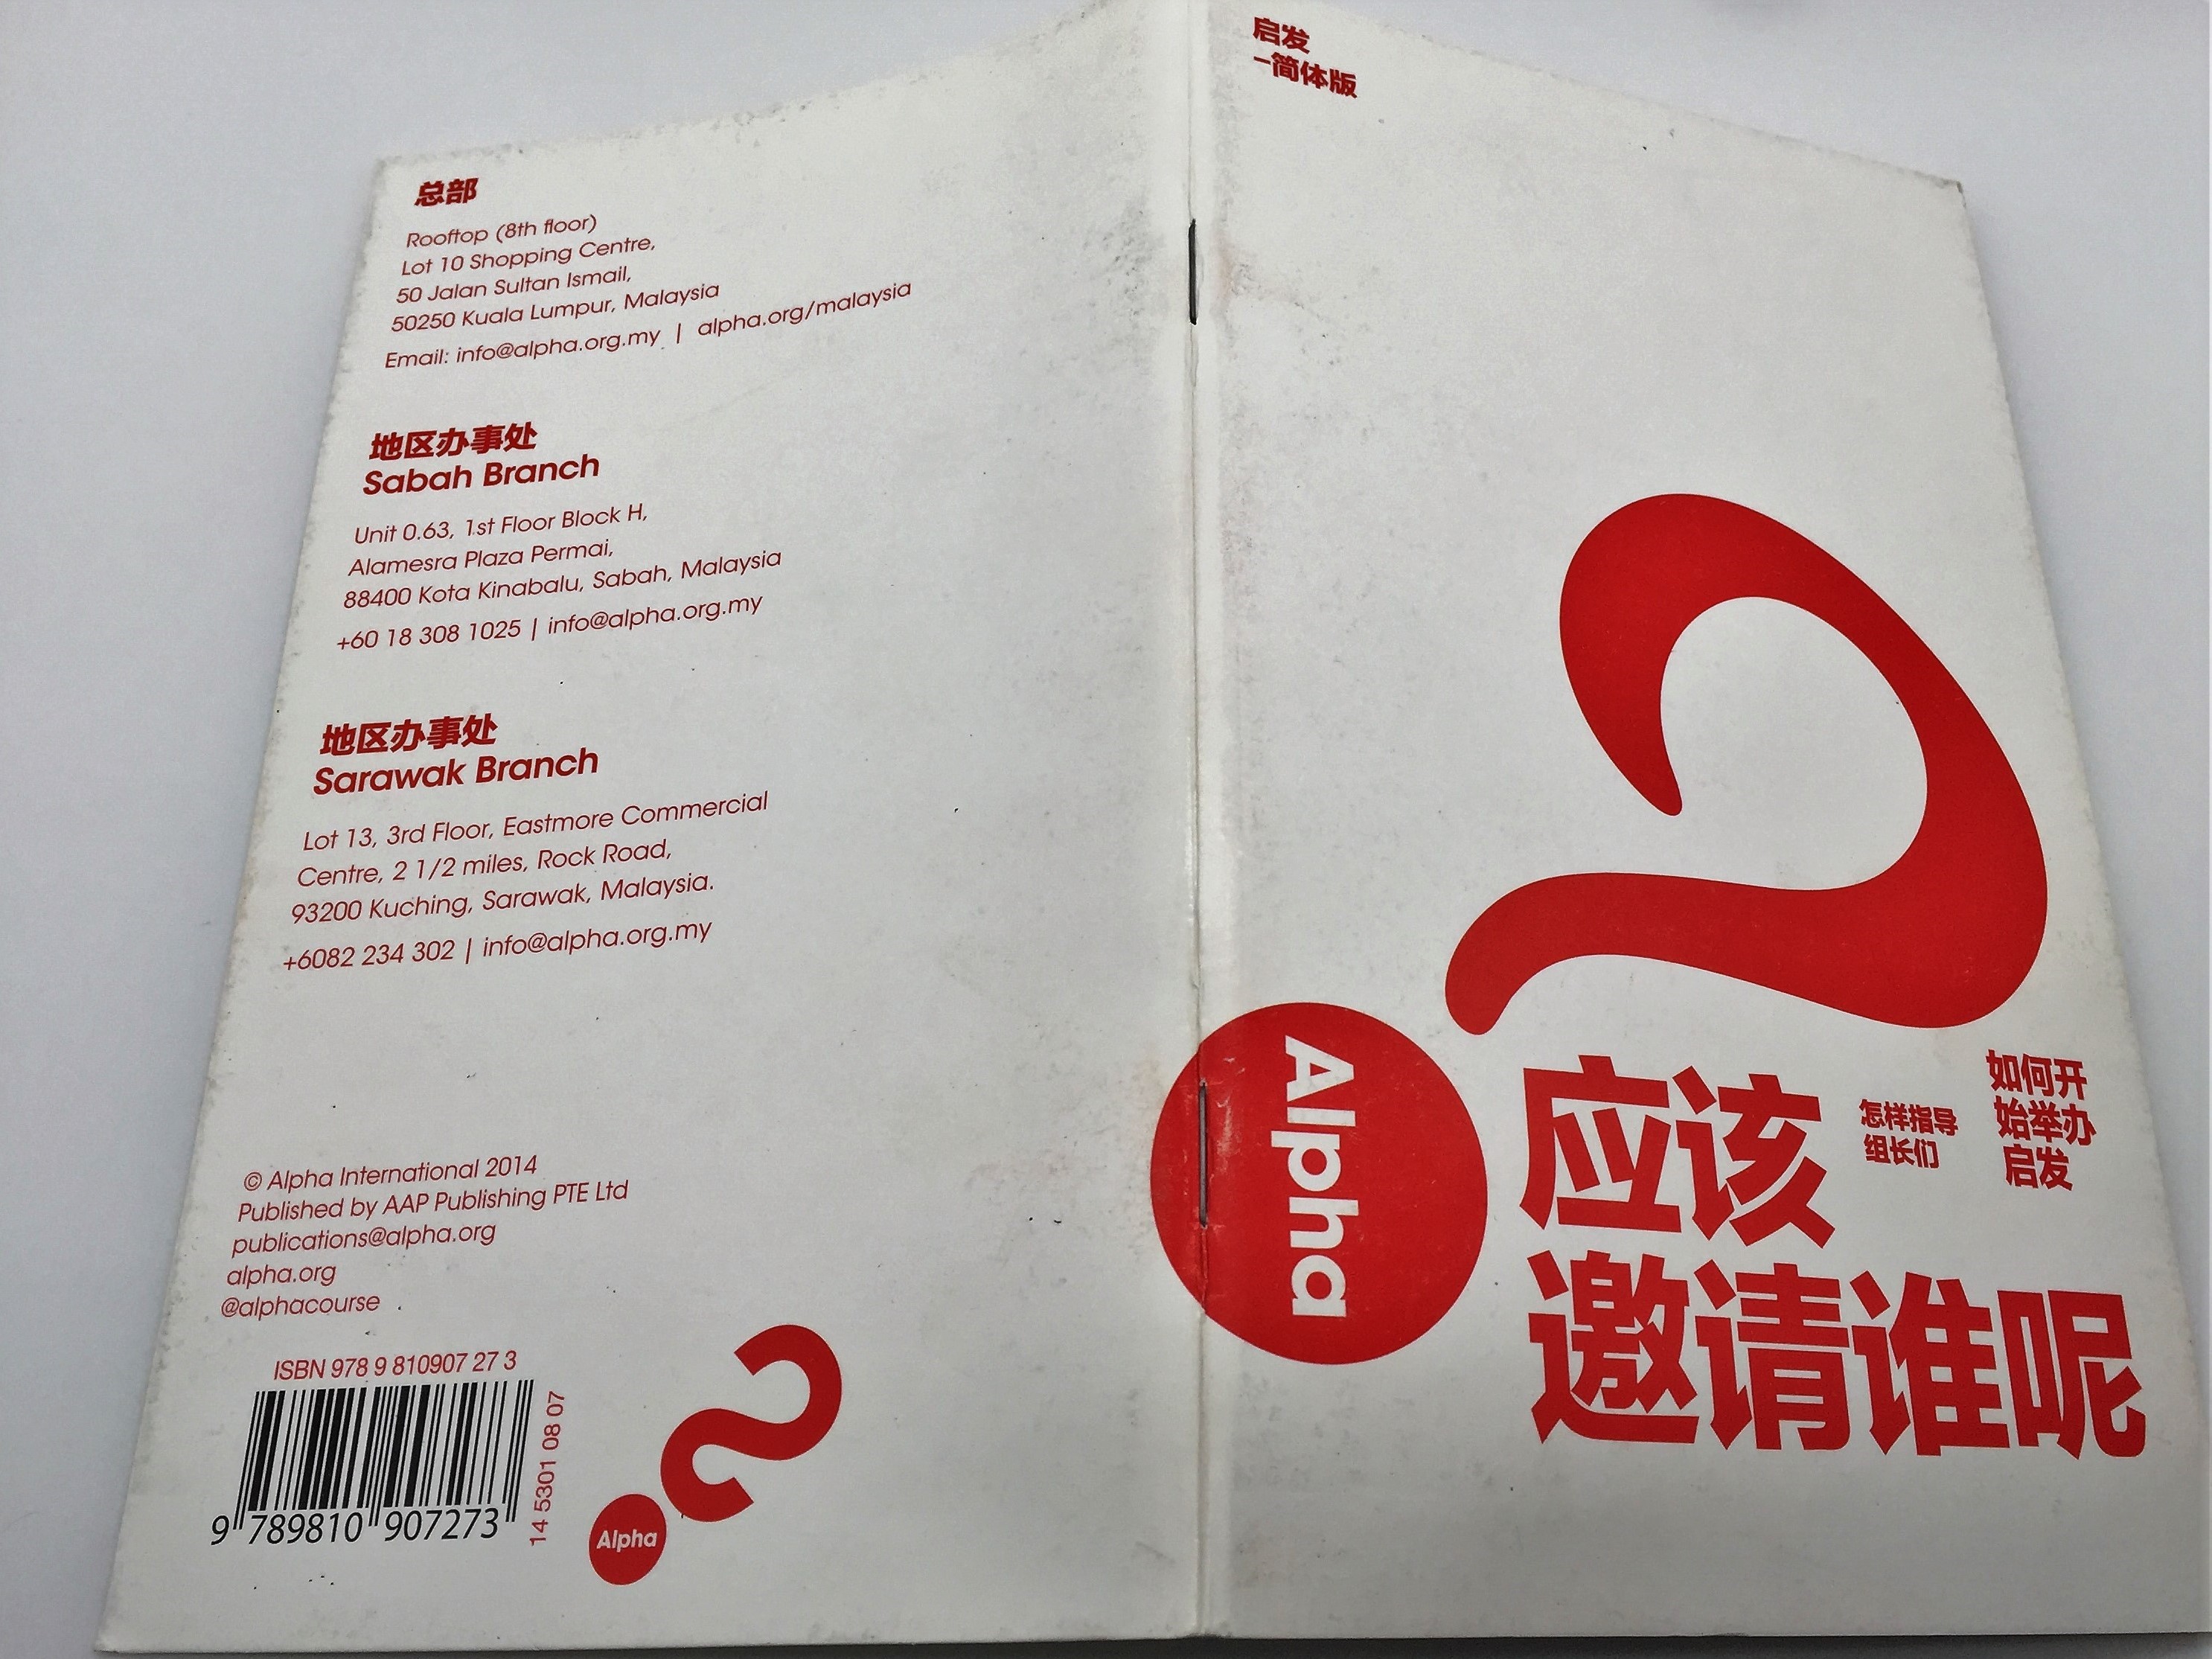 总部
Rooftop (8th floor)
Lot 10 Shopping Centre,
50 Jalan Sultan Ismail,
50250 Kuala Lumpur, Malaysia
Email: info@alpha.org.my | alpha.org/malaysia
地区办事处
Sabah Branch
Unit 0.63, 1st Floor Block H,
Alamesra Plaza Permai,
88400 Kota Kinabalu, Sabah, Malaysia
+60 18 308 1025 | info@alpha.org.my
地区办事处
Sarawak Branch
Lot 13, 3rd Floor, Eastmore Commercial
Centre, 2 1/2 miles, Rock Road,
93200 Kuching, Sarawak, Malaysia.
+6082 234 302 | info@alpha.org.my
© Alpha International 2014
Published by AAP Publishing PTE Ltd
publications@alpha.org
alpha.org
@alphacourse
ISBN 978 9 810907 27 3
9 789810 907273
14 5301 08 07
Alpha
启发
–简体版
Alpha
应该
邀请谁呢
怎样指导
组长们
如何开
始举办
启发